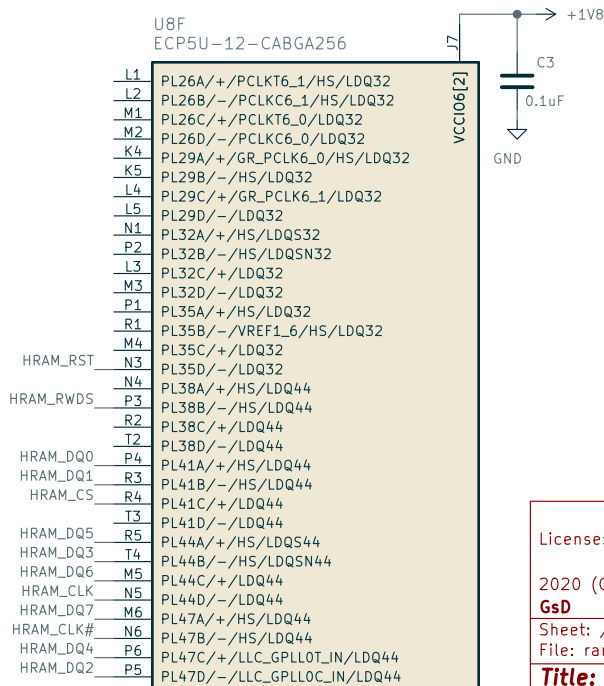 U8F
ECP5U-12-CABGA256
+1V8
J7
VCCIO6[2]
C3
0.1uF
GND
L1 PL26A/+/PCLKT6_1/HS/LDQ32
L2 PL26B/-/PCLKC6_1/HS/LDQ32
M1 PL26C/+/PCLKT6_0/LDQ32
M2 PL26D/-/PCLKC6_0/LDQ32
K4 PL29A/+/GR_PCLK6_0/HS/LDQ32
K5 PL29B/-/HS/LDQ32
L4 PL29C/+/GR_PCLK6_1/LDQ32
L5 PL29D/-/LDQ32
N1 PL32A/+/HS/LDQS32
P2 PL32B/-/HS/LDQSN32
L3 PL32C/+/LDQ32
M3 PL32D/-/LDQ32
P1 PL35A/+/HS/LDQ32
R1 PL35B/-/VREF1_6/HS/LDQ32
M4 PL35C/+/LDQ32
HRAM_RST N3 PL35D/-/LDQ32
N4 PL38A/+/HS/LDQ44
HRAM_RWDS P3 PL38B/-/HS/LDQ44
R2 PL38C/+/LDQ44
T2 PL38D/-/LDQ44
HRAM_DQ0 P4 PL41A/+/HS/LDQ44
HRAM_DQ1 R3 PL41B/-/HS/LDQ44
HRAM_CS R4 PL41C/+/LDQ44
T3 PL41D/-/LDQ44
HRAM_DQ5 R5 PL44A/+/HS/LDQS44
HRAM_DQ3 T4 PL44B/-/HS/LDQSN44
HRAM_DQ6 M5 PL44C/+/LDQ44
HRAM_CLK N5 PL44D/-/LDQ44
HRAM_DQ7 M6 PL47A/+/HS/LDQ44
HRAM_CLK# N6 PL47B/-/HS/LDQ44
HRAM_DQ4 P6 PL47C/+/LLC_GPLL0T_IN/LDQ44
HRAM_DQ2 P5 PL47D/-/LLC_GPLL0C_IN/LDQ44
License:
2020 (
GsD
Sheet: /
File: ra
Title: